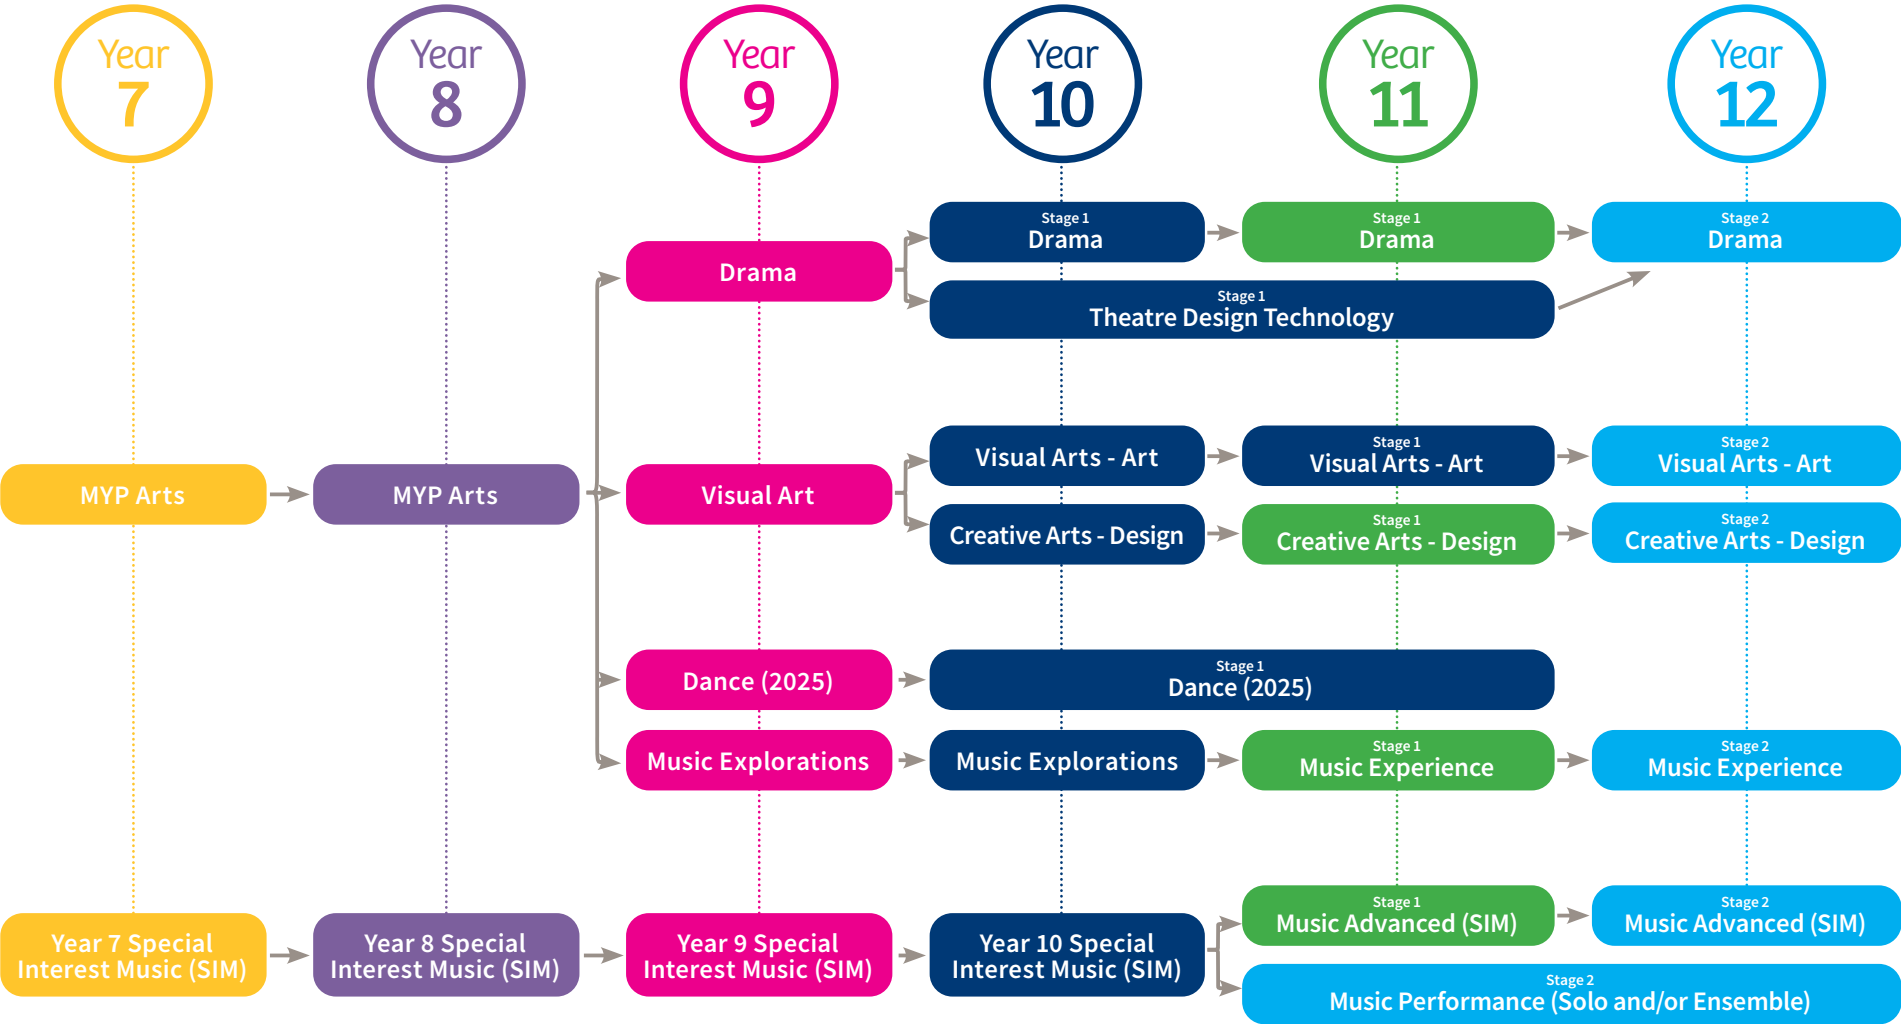 Year
7
Year
8
Year
9
Year
10
Year
11
Year
12
Stage 1
Drama
Stage 1
Drama
Stage 2
Drama
Drama
Stage 1
Theatre Design Technology
MYP Arts
MYP Arts
Visual Art
Visual Arts - Art
Stage 1
Visual Arts - Art
Stage 2
Visual Arts - Art
Creative Arts - Design
Stage 1
Creative Arts - Design
Stage 2
Creative Arts - Design
Dance (2025)
Stage 1
Dance (2025)
Music Explorations
Music Explorations
Stage 1
Music Experience
Stage 2
Music Experience
Year 7 Special
Interest Music (SIM)
Year 8 Special
Interest Music (SIM)
Year 9 Special
Interest Music (SIM)
Year 10 Special
Interest Music (SIM)
Stage 1
Music Advanced (SIM)
Stage 2
Music Advanced (SIM)
Stage 2
Music Performance (Solo and/or Ensemble)